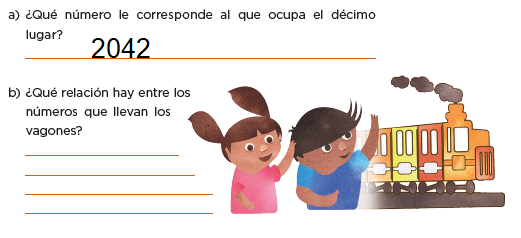 a) ¿Qué número le corresponde al que ocupa el décimo
lugar?
2042
b) ¿Qué relación hay entre los
números que llevan los
vagones?